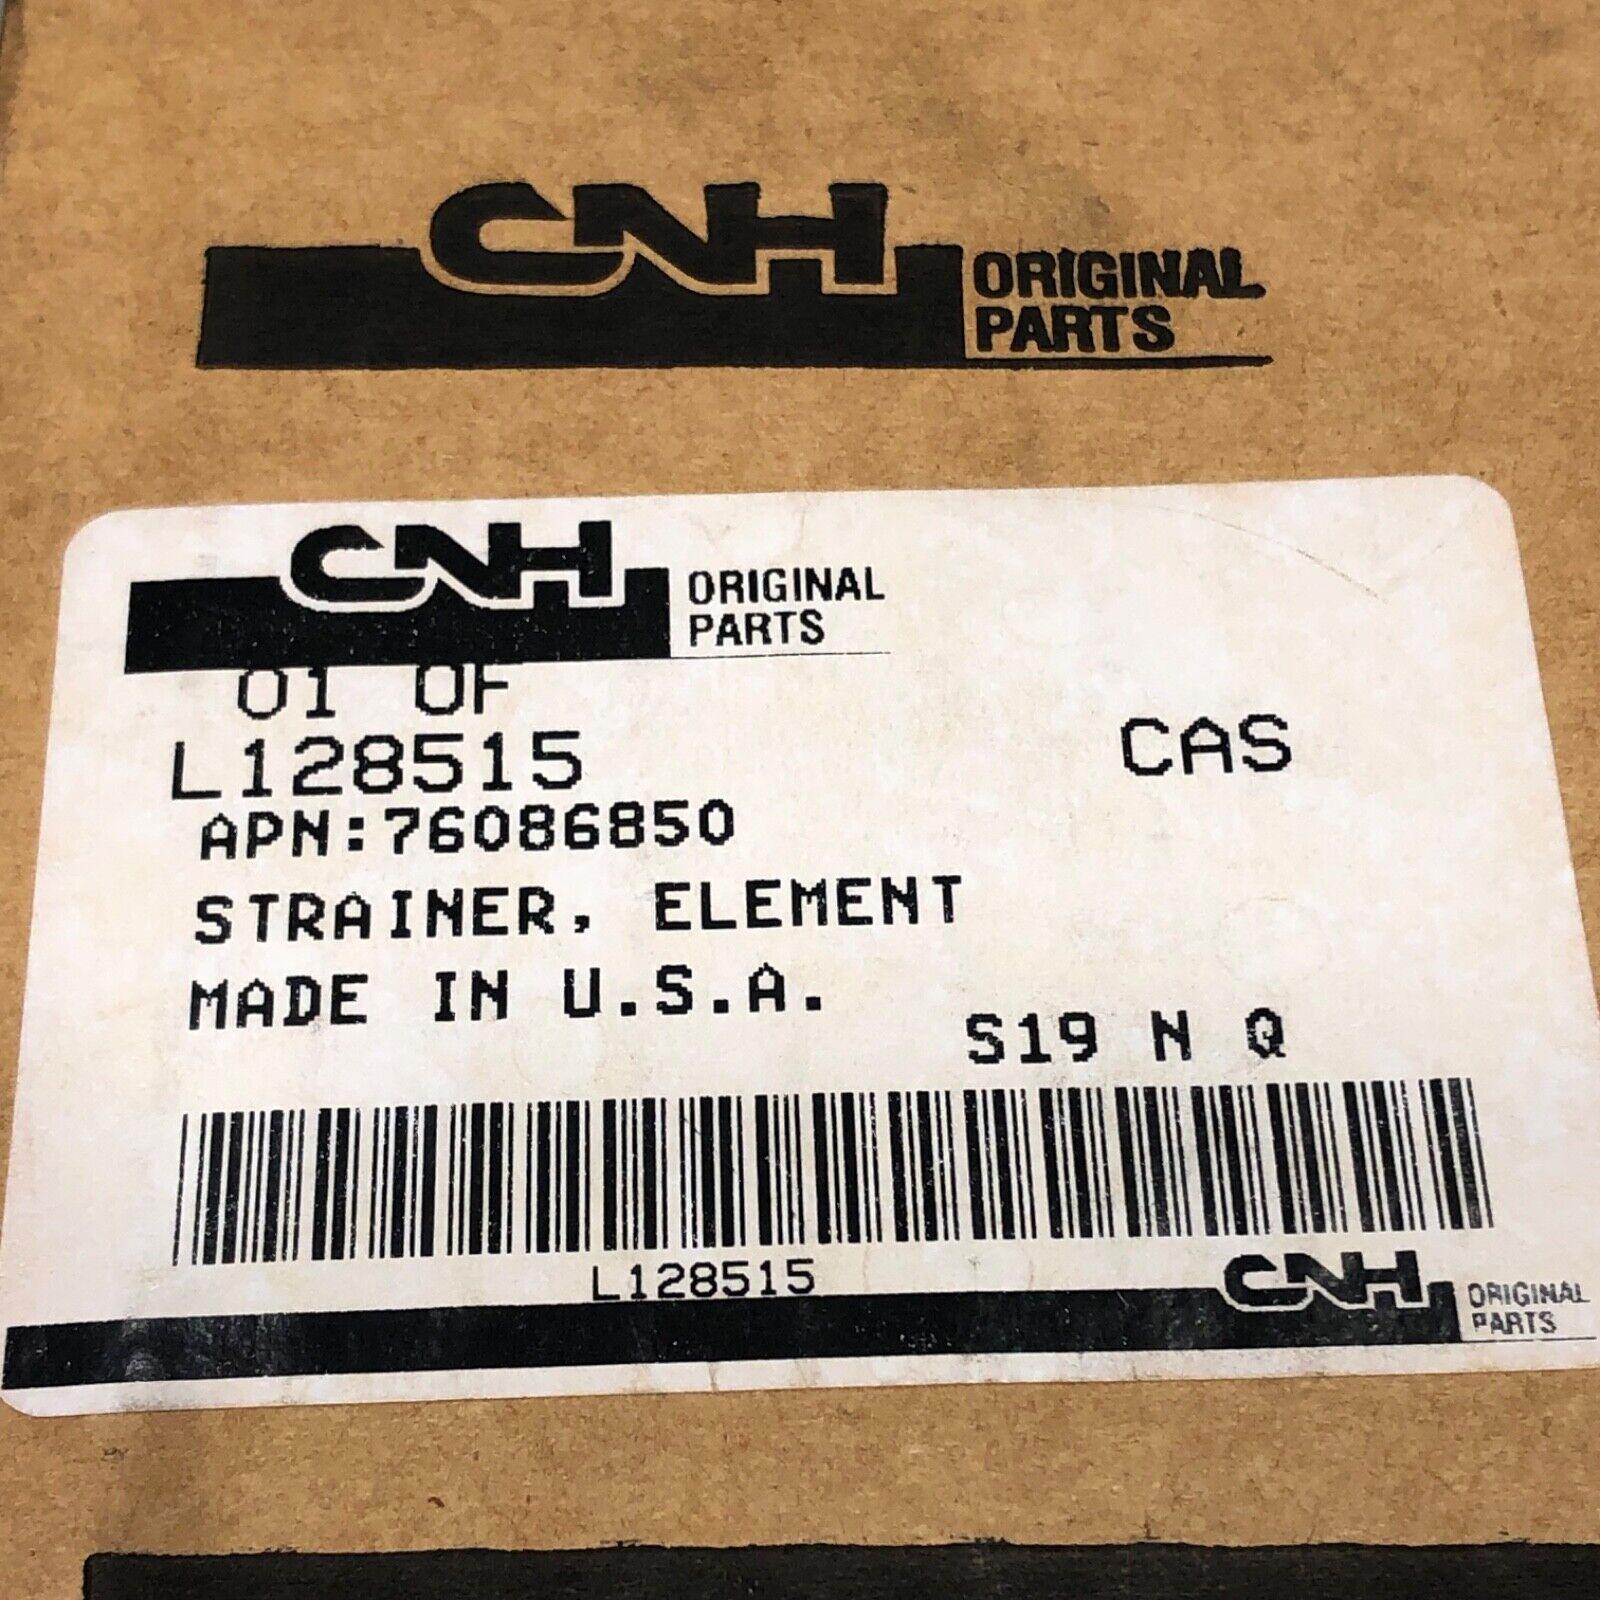 CNH ORIGINAL
PARTS
CNH ORIGINAL
PARTS
01 OF
L128515
CAS
APN:76086850
STRAINER, ELEMENT
MADE IN U.S.A.
S19 N Q
L128515
CNH ORIGINAL
PARTS